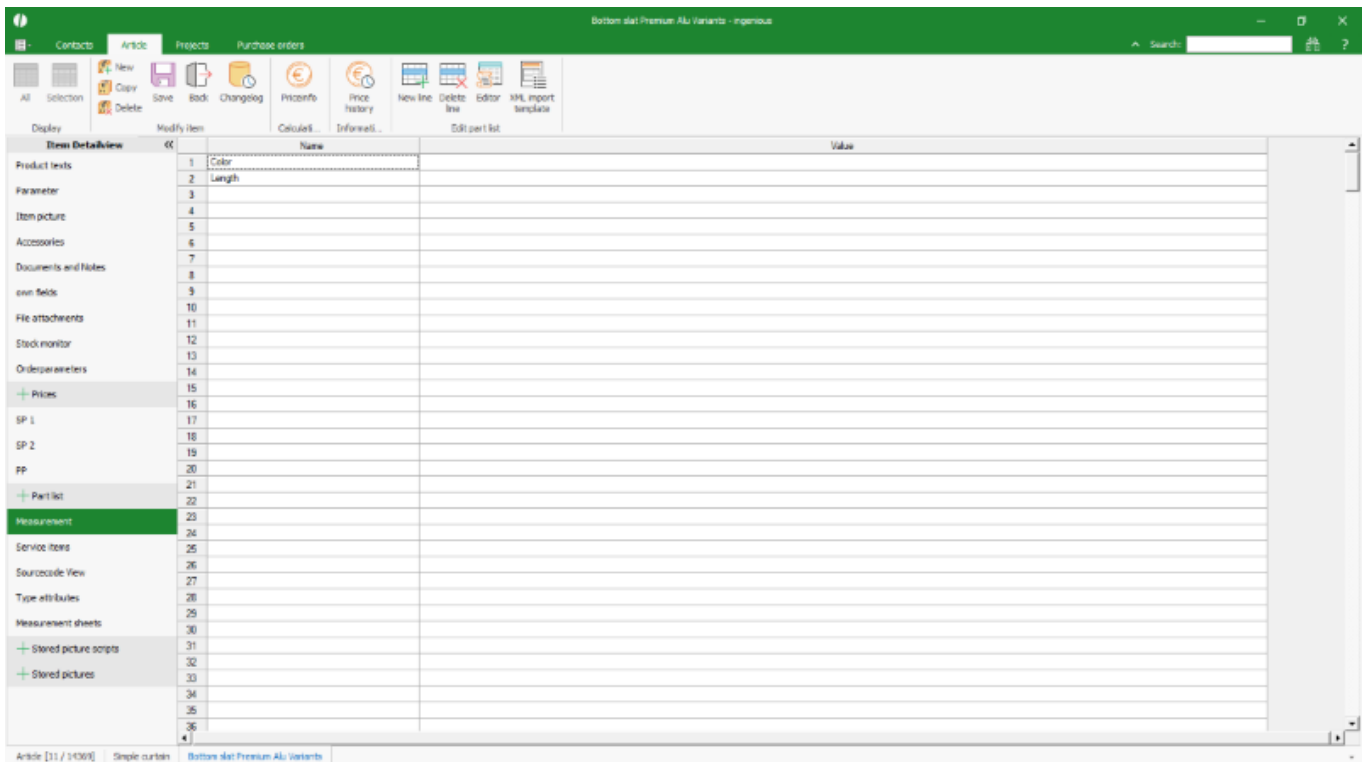 Bottom slat Premium Alu Variants - ingenious
Contacts Article Projects Purchase orders Search: ?
All Selection New Copy Delete Save Back Changelog Priceinfo Price history New line Delete line Editor XML import template
Display Modify item Calculati... Informati... Edit part list
Item Detailview Name Value
Product texts
Parameter
Item picture
Accessories
Documents and Notes
own fields
File attachments
Stock monitor
Orderparameters
Prices
SP 1
SP 2
PP
Part list
Measurement
Service items
Sourcecode View
Type attributes
Measurement sheets
Stored picture scripts
Stored pictures
1 Color
2 Length
3
4
5
6
7
8
9
10
11
12
13
14
15
16
17
18
19
20
21
22
23
24
25
26
27
28
29
30
31
32
33
34
35
36
Article [11 / 14369] Simple curtain Bottom slat Premium Alu Variants